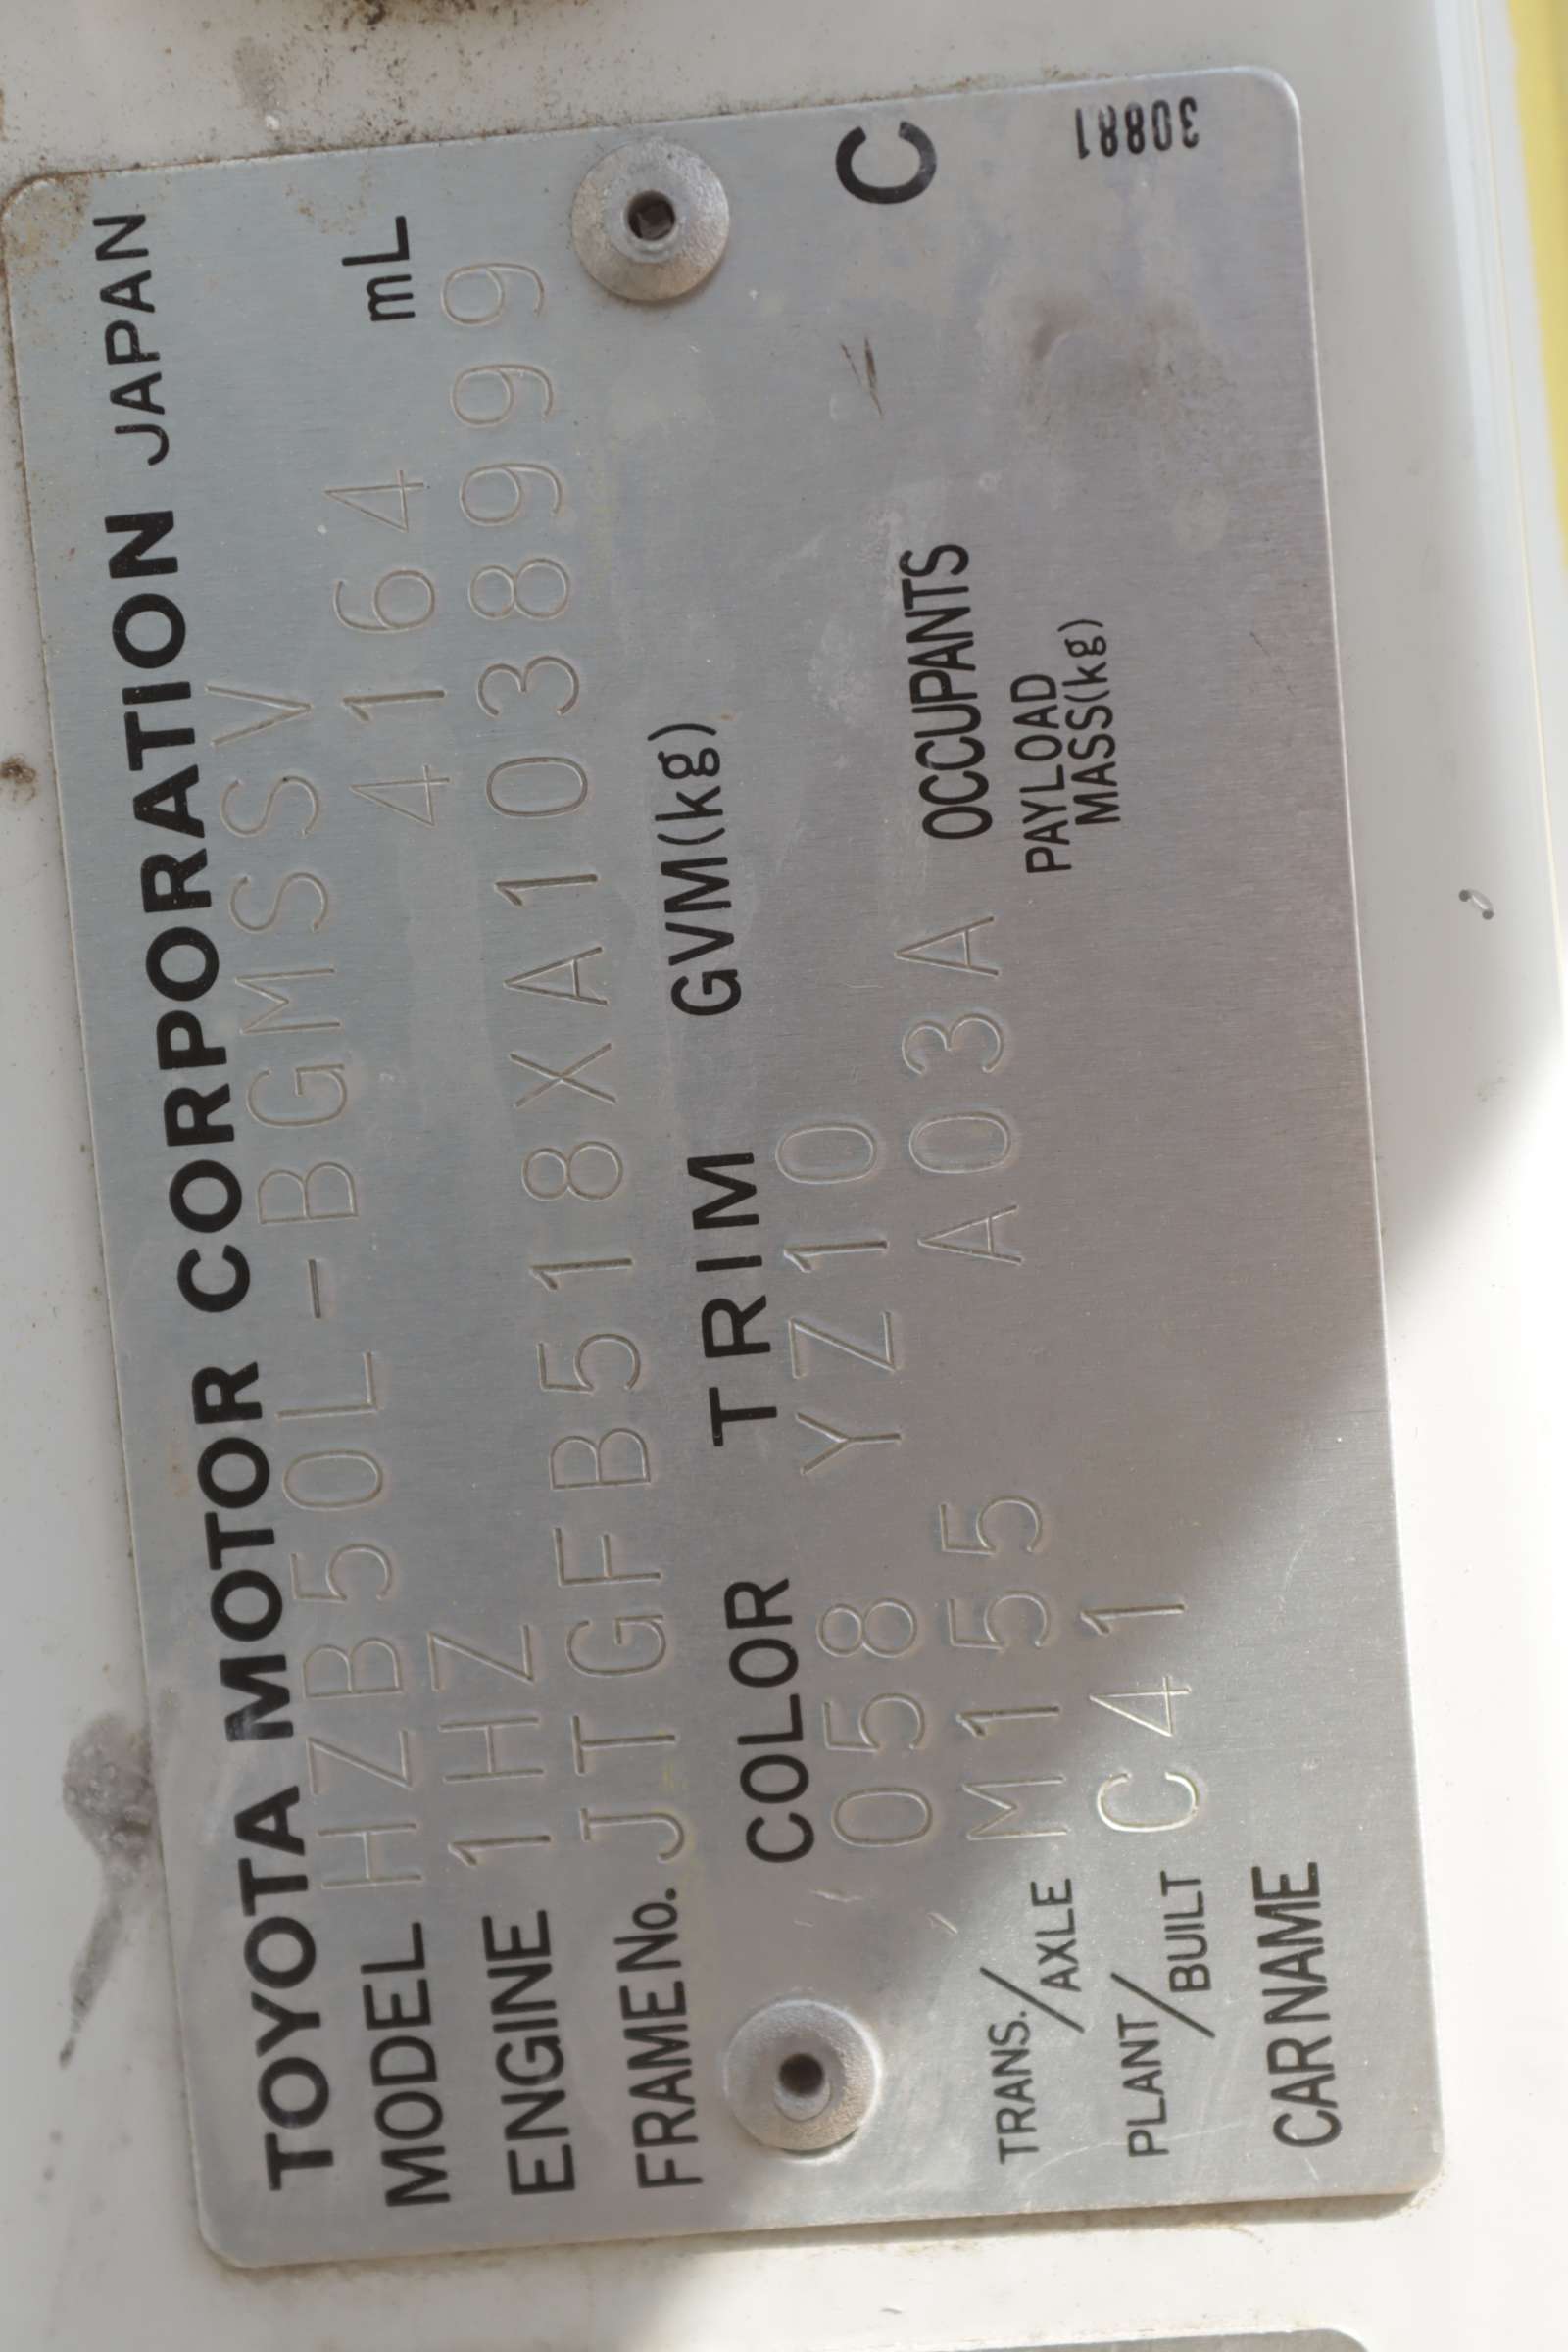 TOYOTA MOTOR CORPORATION JAPAN
MODEL HZB50L-BGMSSV
ENGINE 1HZ 4164 mL
FRAME No. JTGFB518XA1038999
COLOR TRIM GVM(kg)
058 YZ10
TRANS./AXLE M155 A03A OCCUPANTS
PLANT/BUILT C41 PAYLOAD MASS(kg)
CAR NAME
C
30881